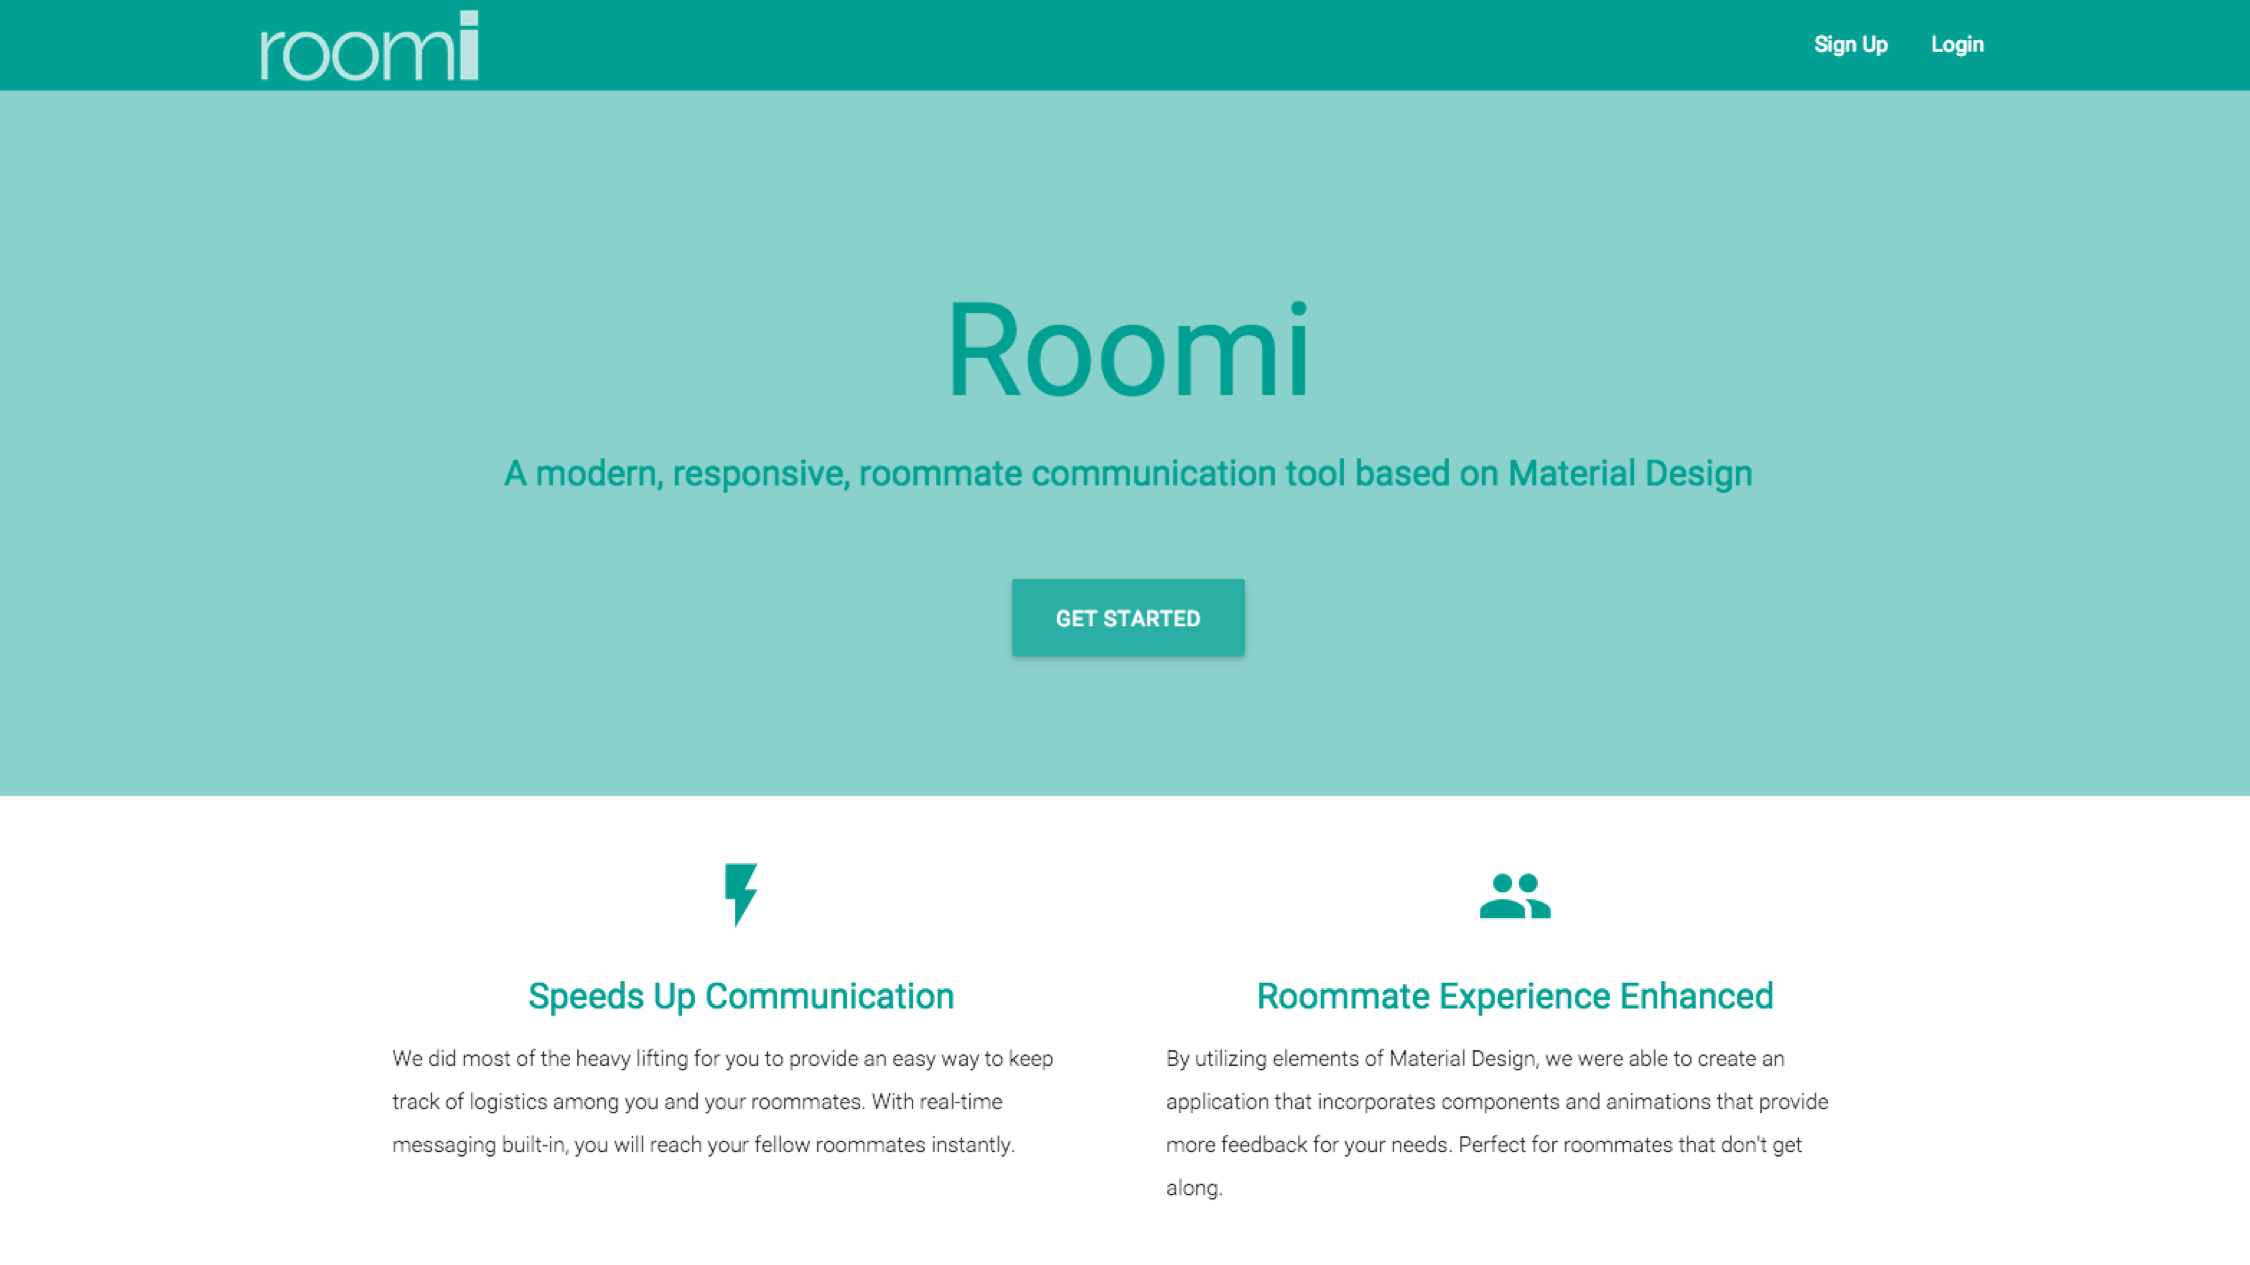 roomi
Sign Up
Login
Roomi
A modern, responsive, roommate communication tool based on Material Design
GET STARTED
Speeds Up Communication
We did most of the heavy lifting for you to provide an easy way to keep
track of logistics among you and your roommates. With real-time
messaging built-in, you will reach your fellow roommates instantly.
Roommate Experience Enhanced
By utilizing elements of Material Design, we were able to create an
application that incorporates components and animations that provide
more feedback for your needs. Perfect for roommates that don't get
along.